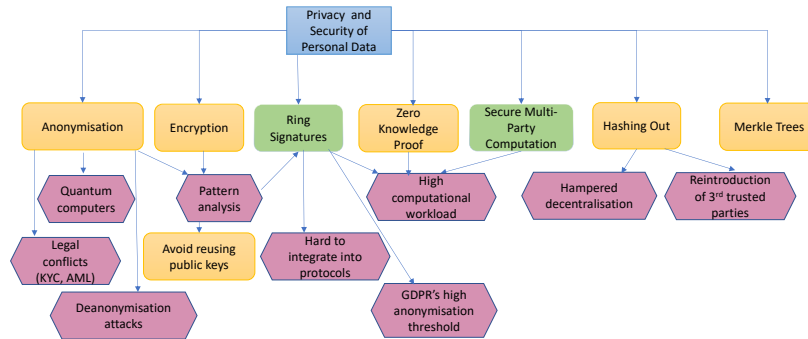 Privacy and
Security of
Personal Data
Anonymisation
Encryption
Ring
Signatures
Zero
Knowledge
Proof
Secure Multi-
Party
Computation
Hashing Out
Merkle Trees
Quantum
computers
Pattern
analysis
High
computational
workload
Hampered
decentralisation
Reintroduction
of 3rd trusted
parties
Legal
conflicts
(KYC, AML)
Avoid reusing
public keys
Hard to
integrate into
protocols
Deanonymisation
attacks
GDPR's high
anonymisation
threshold